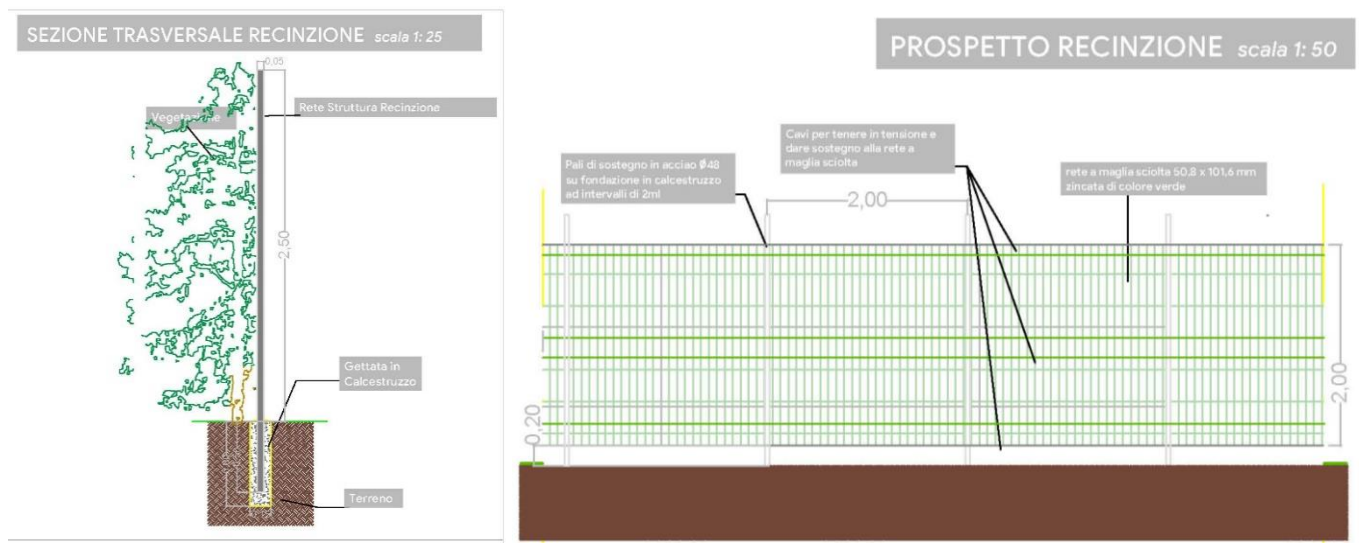 SEZIONE TRASVERSALE RECINZIONE scala 1: 25
0,05
Rete Struttura Recinzione
Vegetazione
2,50
Gettata in
Calcestruzzo
Terreno
PROSPETTO RECINZIONE scala 1: 50
Cavi per tenere in tensione e
dare sostegno alla rete a
maglia sciolta
Pali di sostegno in acciao Ø48
su fondazione in calcestruzzo
ad intervalli di 2ml
rete a maglia sciolta 50.8 x 101,6 mm
zincata di colore verde
2,00
2,00
0,20